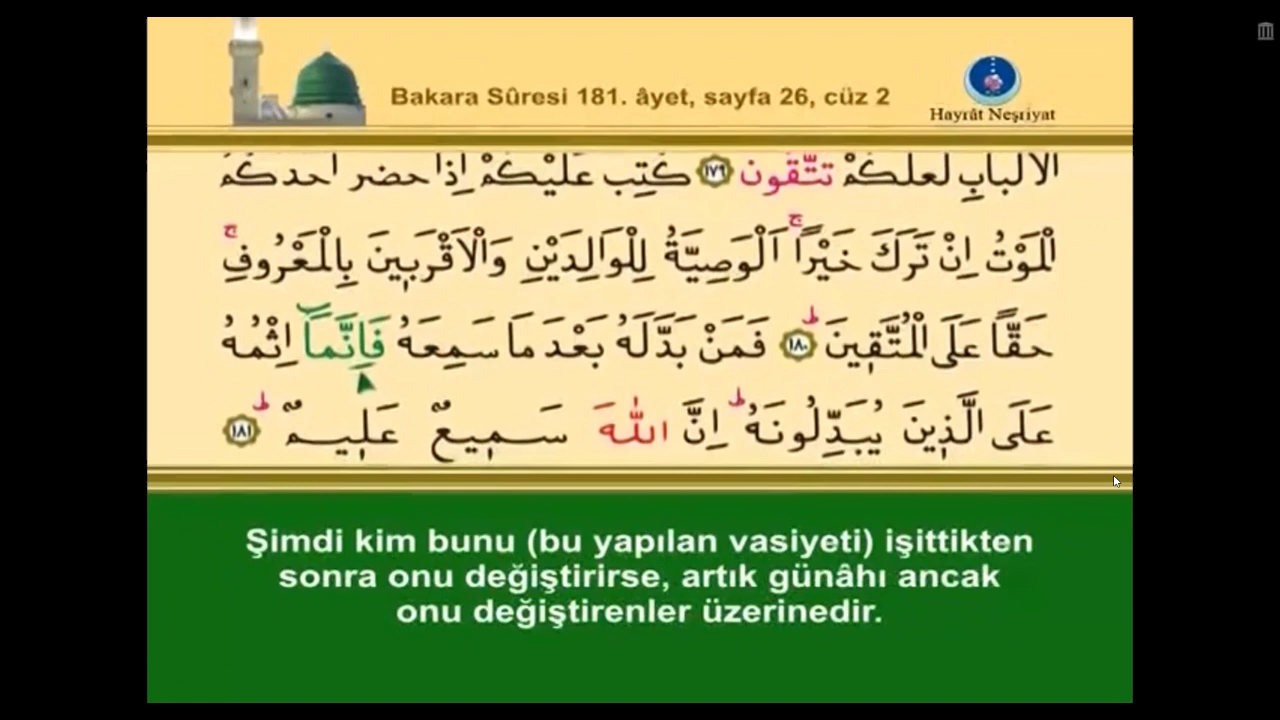 Bakara Sûresi 181. âyet, sayfa 26, cüz 2
Hayrât Neşriyat
الْاَلْبَابِ لَعَلَّكُمْ تَتَّقُونَ ﴿١٧٩﴾ كُتِبَ عَلَيْكُمْ اِذَا حَضَرَ اَحَدَكُمُ
الْمَوْتُ اِنْ تَرَكَ خَيْرًاۚ اَلْوَصِيَّةُ لِلْوَالِدَيْنِ وَالْاَقْرَبِينَ بِالْمَعْرُوفِۚ
حَقًّا عَلَى الْمُتَّقِينَۜ ﴿١٨٠﴾ فَمَنْ بَدَّلَهُ بَعْدَ مَا سَمِعَهُ فَاِنَّمَٓا اِثْمُهُ
عَلَى الَّذِينَ يُبَدِّلُونَهُۜ اِنَّ اللّٰهَ سَمِيعٌ عَلِيمٌۜ ﴿١٨١﴾
Şimdi kim bunu (bu yapılan vasiyeti) işittikten
sonra onu değiştirirse, artık günâhı ancak
onu değiştirenler üzerinedir.